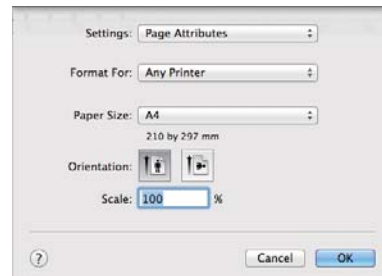 Settings: Page Attributes
Format For: Any Printer
Paper Size: A4
210 by 297 mm
Orientation:
Scale: 100 %
? Cancel OK